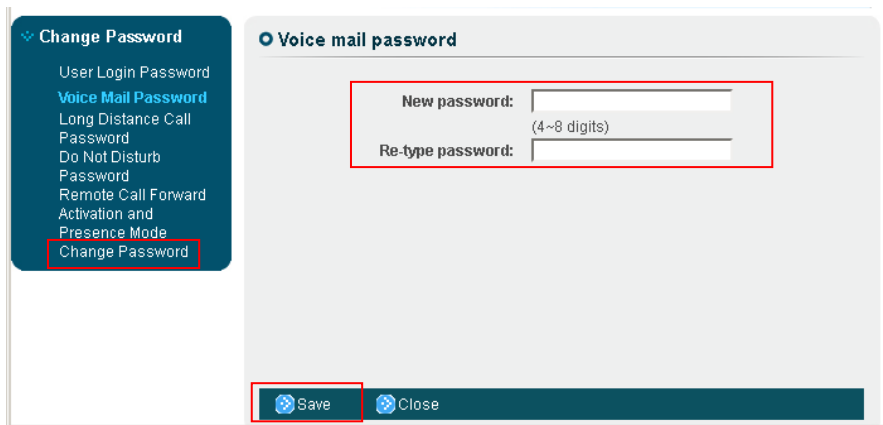 Change Password
User Login Password
Voice Mail Password
Long Distance Call
Password
Do Not Disturb
Password
Remote Call Forward
Activation and
Presence Mode
Change Password
Voice mail password
New password:
(4~8 digits)
Re-type password:
Save Close